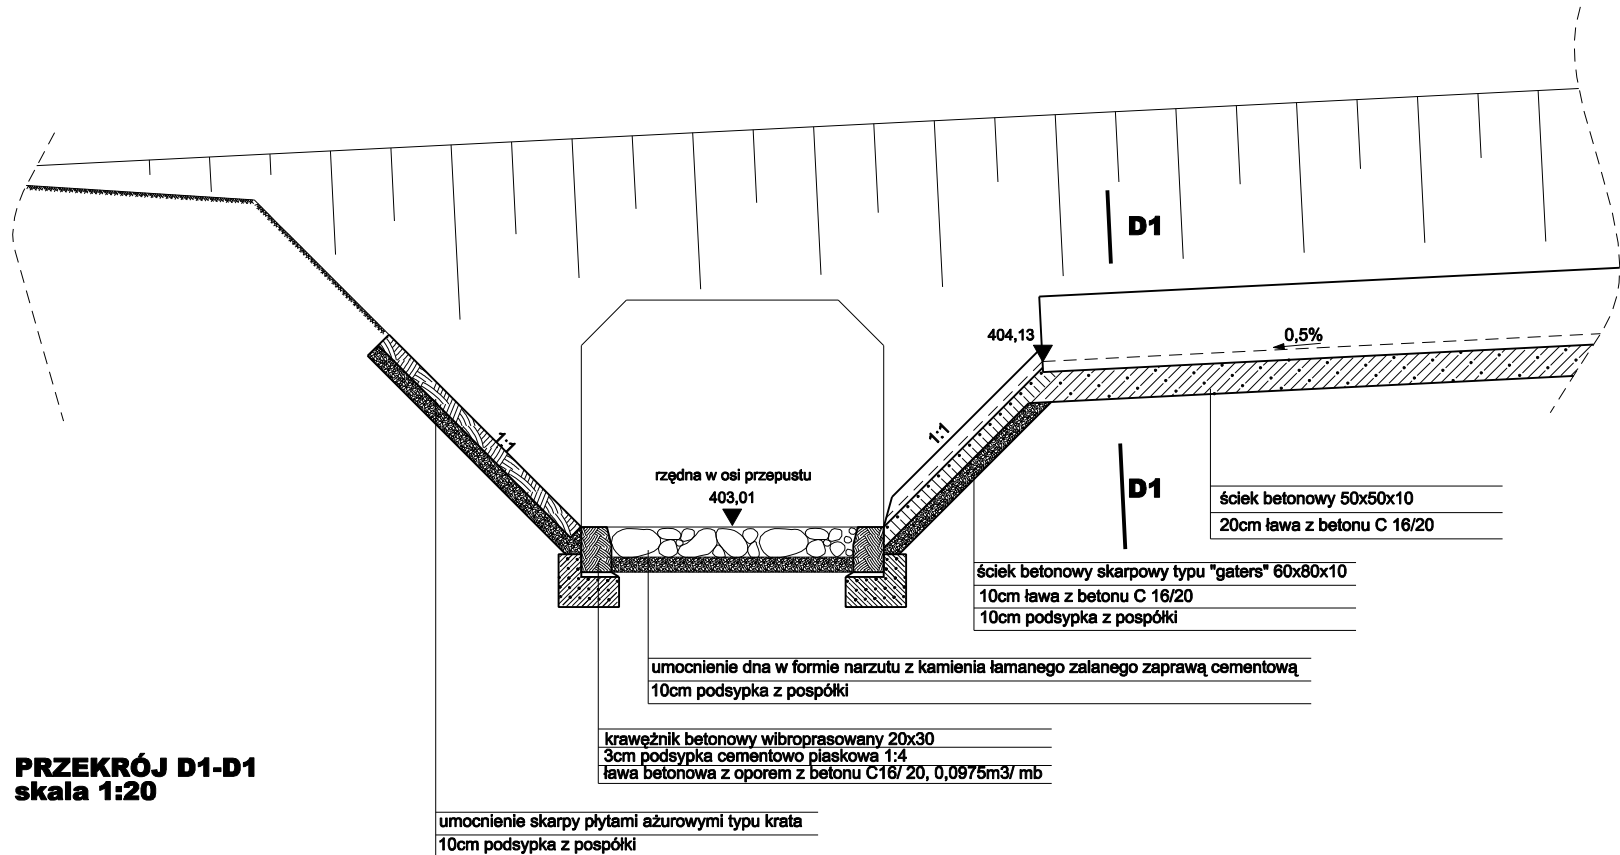 D1
404,13
0,5%
1:1
1:1
rzędna w osi przepustu
403,01
D1
ściek betonowy 50x50x10
20cm ława z betonu C 16/20
ściek betonowy skarpowy typu "gaters" 60x80x10
10cm ława z betonu C 16/20
10cm podsypka z pospółki
umocnienie dna w formie narzutu z kamienia łamanego zalanego zaprawą cementową
10cm podsypka z pospółki
krawężnik betonowy wibroprasowany 20x30
3cm podsypka cementowo piaskowa 1:4
ława betonowa z oporem z betonu C16/ 20, 0,0975m3/ mb
PRZEKRÓJ D1-D1
skala 1:20
umocnienie skarpy płytami ażurowymi typu krata
10cm podsypka z pospółki